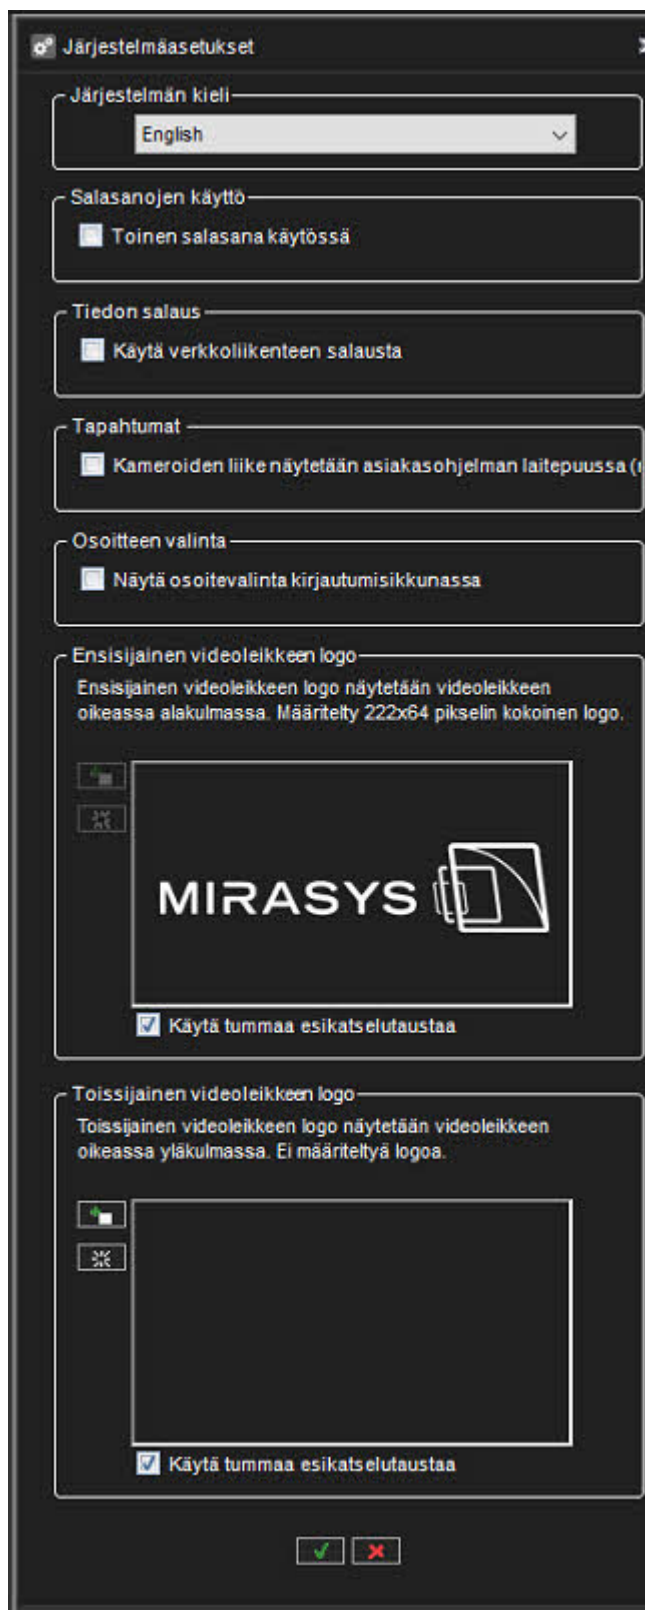 Järjestelmäasetukset
Järjestelmän kieli
English
Salasanojen käyttö
Toinen salasana käytössä
Tiedon salaus
Käytä verkkoliikenteen salausta
Tapahtumat
Kameroiden liike näytetään asiakasohjelman laitepuussa
Osoitteen valinta
Näytä osoitevalinta kirjautumisikkunassa
Ensisijainen videoleikkeen logo
Ensisijainen videoleikkeen logo näytetään videoleikkeen
oikeassa alakulmassa. Määritelty 222x64 pikselin kokoinen logo.
MIRASYS
Käytä tummaa esikatselutaustaa
Toissijainen videoleikkeen logo
Toissijainen videoleikkeen logo näytetään videoleikkeen
oikeassa yläkulmassa. Ei määriteltyä logoa.
Käytä tummaa esikatselutaustaa